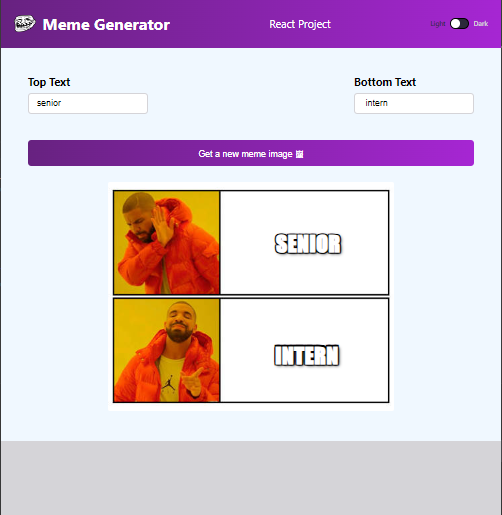 Meme Generator
React Project
Light
Dark
Top Text
Bottom Text
senior
intern
Get a new meme image
SENIOR
INTERN